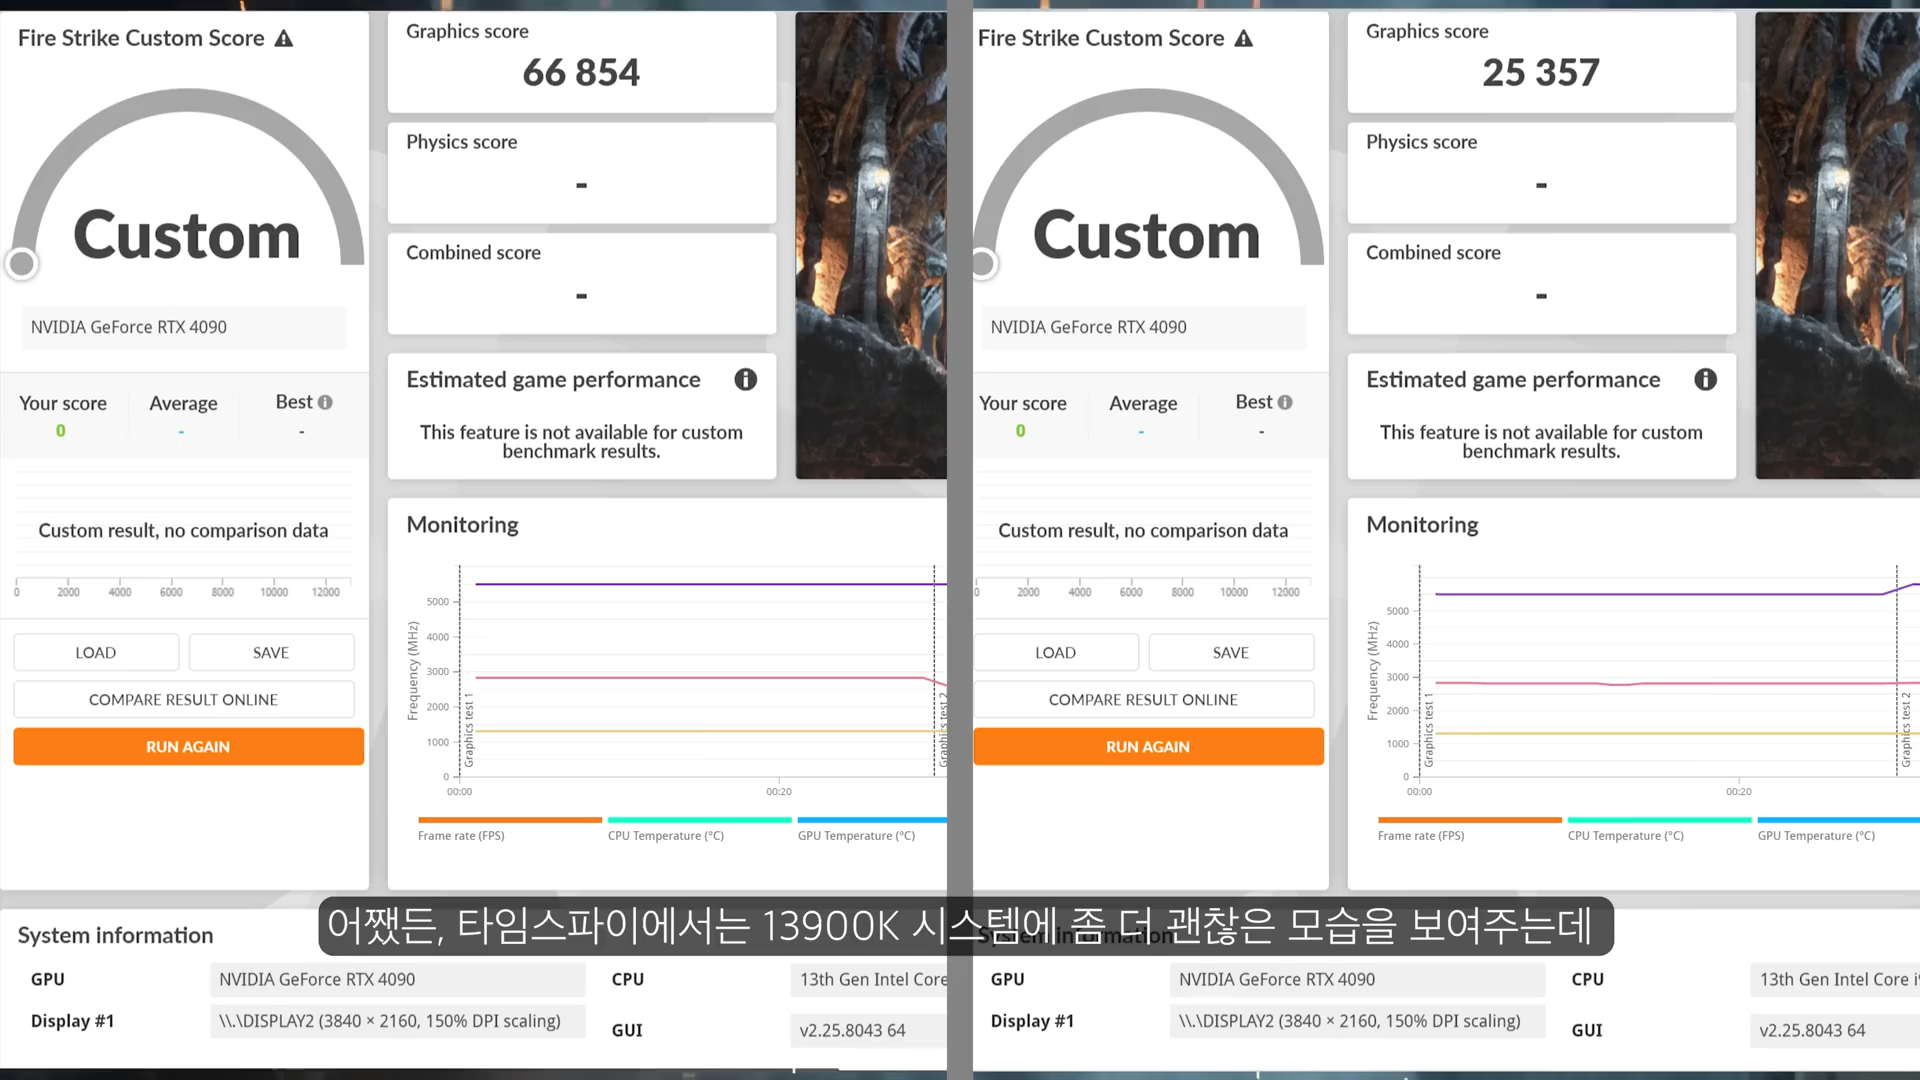 Fire Strike Custom Score
Custom
NVIDIA GeForce RTX 4090
Your score
Average
Best
0
-
-
Custom result, no comparison data
0 2000 4000 6000 8000 10000 12000
LOAD
SAVE
COMPARE RESULT ONLINE
RUN AGAIN
Graphics score
66 854
Physics score
-
Combined score
-
Estimated game performance
This feature is not available for custom
benchmark results.
Monitoring
Frequency (MHz)
5000
4000
3000
2000
1000
0
Graphics test 1
Graphics test 2
00:00
00:20
Frame rate (FPS)
CPU Temperature (°C)
GPU Temperature (°C)
System information
GPU
NVIDIA GeForce RTX 4090
CPU
13th Gen Intel Core
Display #1
\\.\DISPLAY2 (3840 × 2160, 150% DPI scaling)
GUI
v2.25.8043 64
Fire Strike Custom Score
Custom
NVIDIA GeForce RTX 4090
Your score
Average
Best
0
-
-
Custom result, no comparison data
0 2000 4000 6000 8000 10000 12000
LOAD
SAVE
COMPARE RESULT ONLINE
RUN AGAIN
Graphics score
25 357
Physics score
-
Combined score
-
Estimated game performance
This feature is not available for custom
benchmark results.
Monitoring
Frequency (MHz)
5000
4000
3000
2000
1000
0
Graphics test 1
Graphics test 2
00:00
00:20
Frame rate (FPS)
CPU Temperature (°C)
GPU Temperature (°C)
System information
GPU
NVIDIA GeForce RTX 4090
CPU
13th Gen Intel Core i
Display #1
\\.\DISPLAY2 (3840 × 2160, 150% DPI scaling)
GUI
v2.25.8043 64
어쨌든, 타임스파이에서는 13900K 시스템에 좀 더 괜찮은 모습을 보여주는데